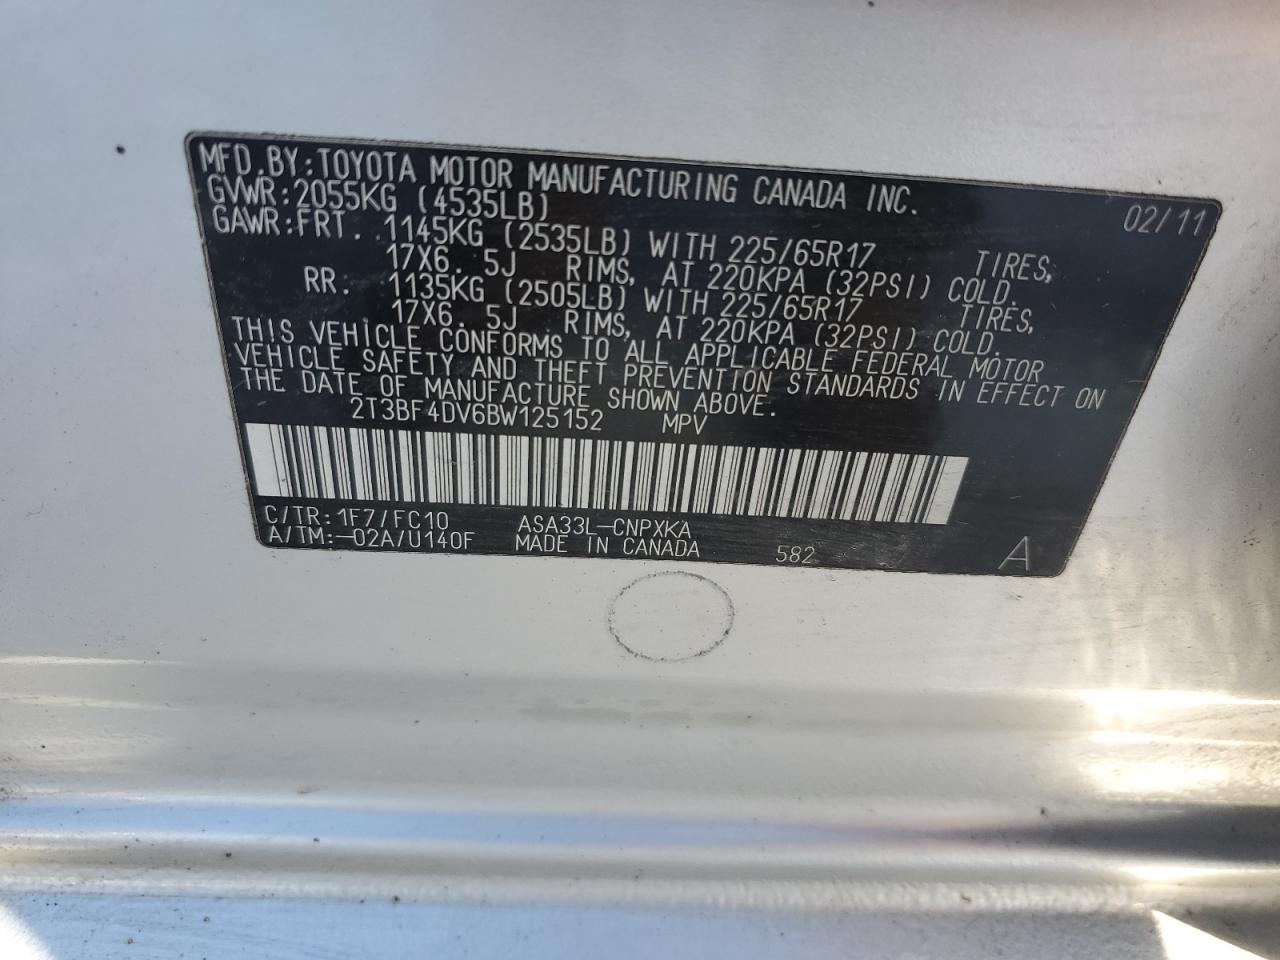 MFD.BY:TOYOTA MOTOR MANUFACTURING CANADA INC.
GVWR:2055KG (4535LB) 02/11
GAWR:FRT. 1145KG (2535LB) WITH 225/65R17 TIRES,
17X6.5J RIMS, AT 220KPA (32PSI) COLD.
RR. 1135KG (2505LB) WITH 225/65R17 TIRES,
17X6.5J RIMS, AT 220KPA (32PSI) COLD.
THIS VEHICLE CONFORMS TO ALL APPLICABLE FEDERAL MOTOR
VEHICLE SAFETY AND THEFT PREVENTION STANDARDS IN EFFECT ON
THE DATE OF MANUFACTURE SHOWN ABOVE.
2T3BF4DV6BW125152 MPV
C/TR:1F7/FC10 ASA33L-CNPXKA
A/TM:-02A/U140F MADE IN CANADA 582 A